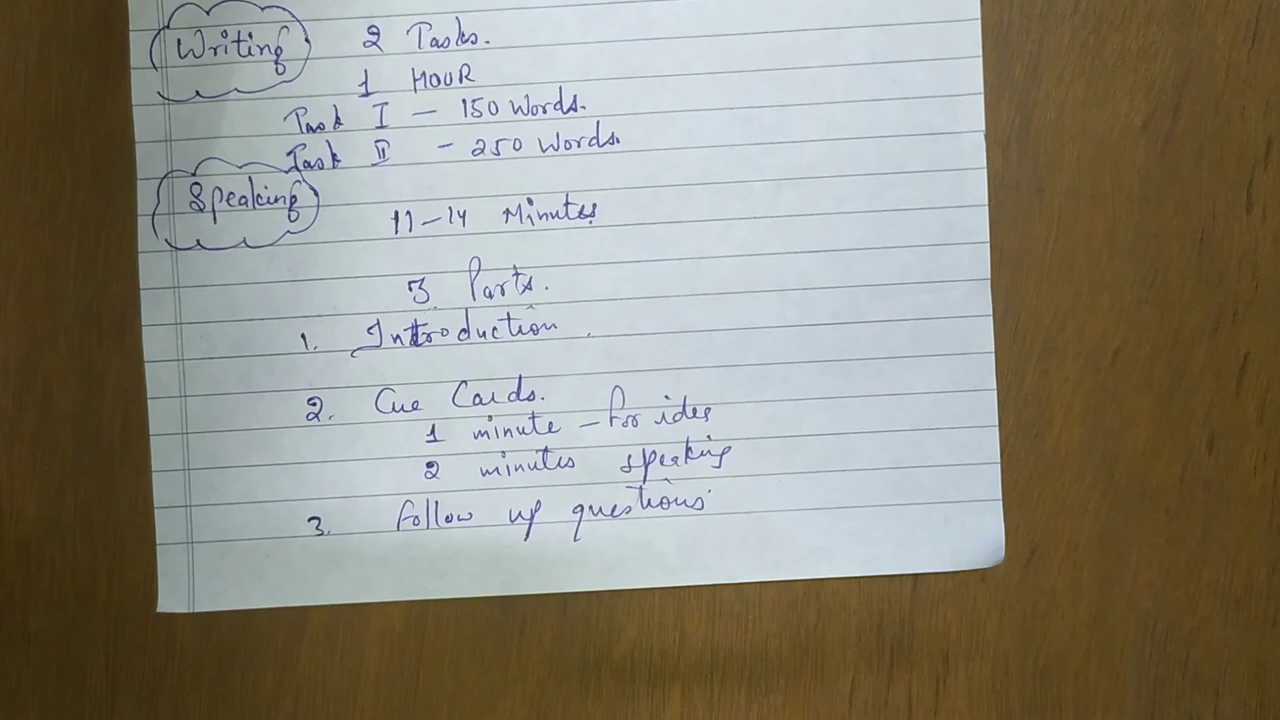 Writing 2 Tasks.
1 HOUR
Task I - 150 Words.
Task II - 250 Words.
Speaking
11-14 Minutes
3 Parts.
1. Introduction.
2. Cue Cards.
1 minute - for ides
2 minutes speaking
3. Follow up questions